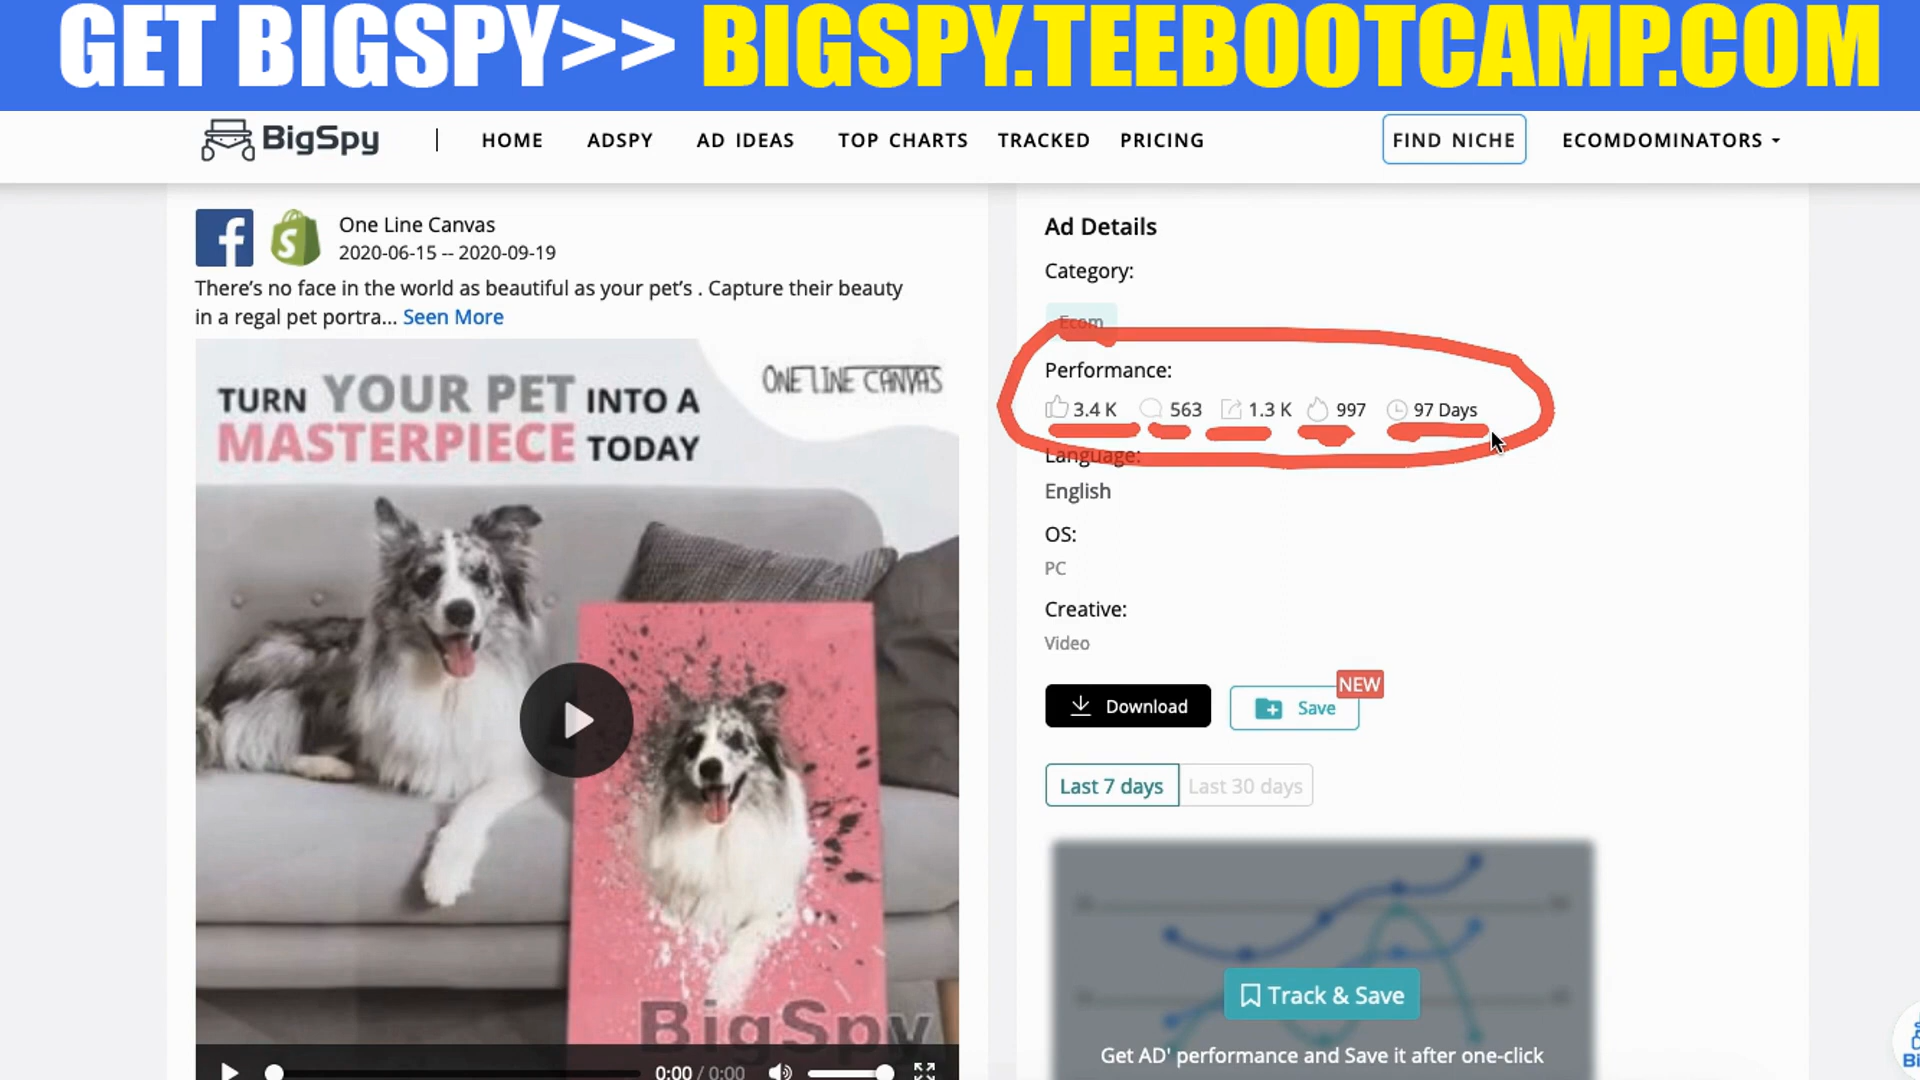 GET BIGSPY>> BIGSPY.TEEBOOTCAMP.COM
BigSpy | HOME ADSPY AD IDEAS TOP CHARTS TRACKED PRICING FIND NICHE ECOMDOMINATORS
One Line Canvas
2020-06-15 -- 2020-09-19
There's no face in the world as beautiful as your pet's . Capture their beauty
in a regal pet portra... Seen More
TURN YOUR PET INTO A
MASTERPIECE TODAY
ONE LINE CANVAS
BigSpy
0:00 / 0:00
Ad Details
Category:
Ecom
Performance:
3.4 K 563 1.3 K 997 97 Days
Language:
English
OS:
PC
Creative:
Video
NEW
Download Save
Last 7 days Last 30 days
Track & Save
Get AD' performance and Save it after one-click